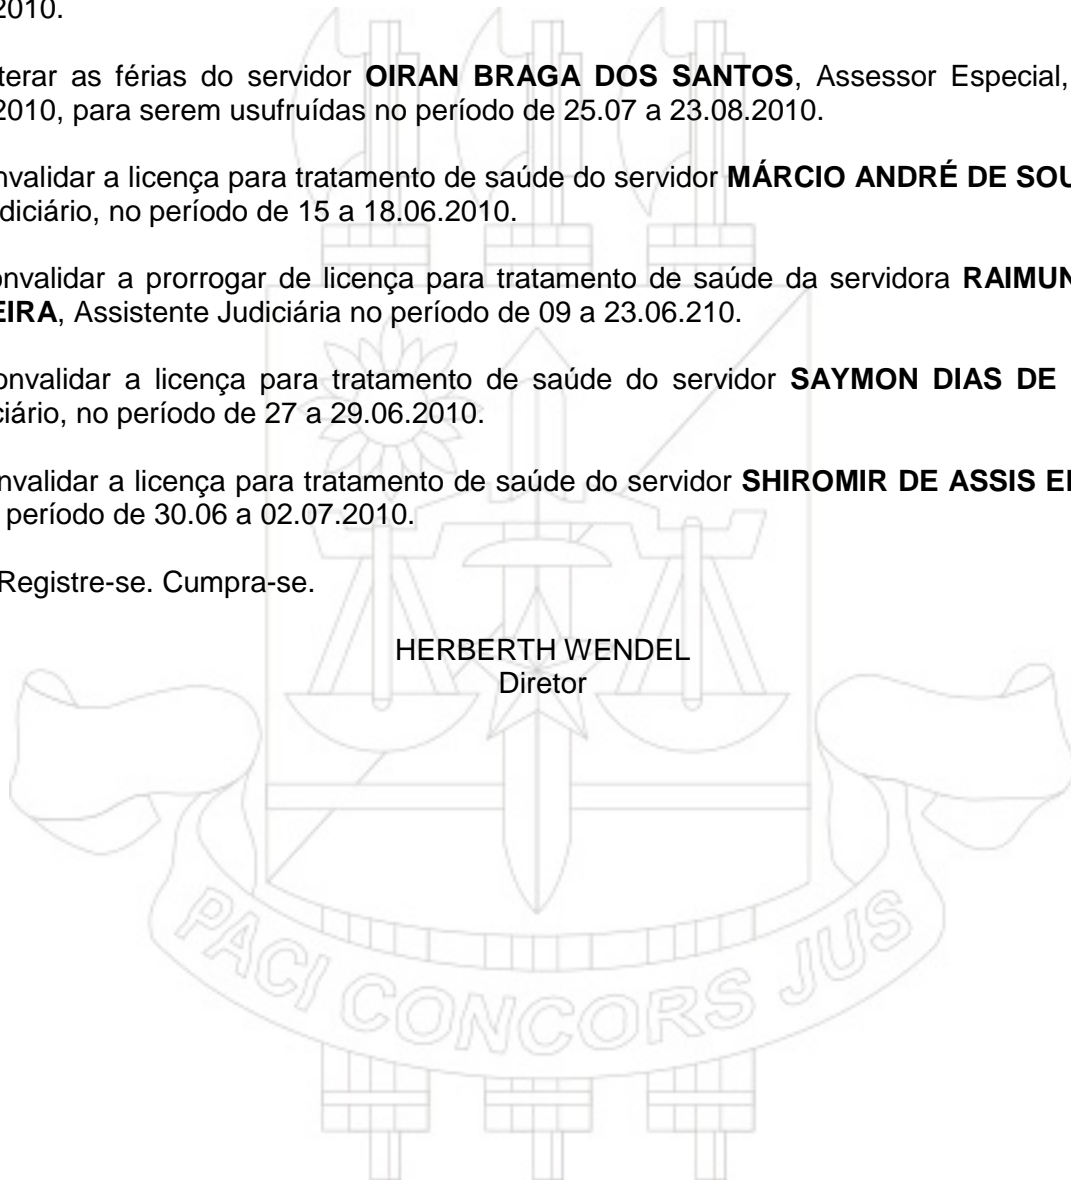 2010.
terar as férias do servidor OIRAN BRAGA DOS SANTOS, Assessor Especial,
2010, para serem usufruídas no período de 25.07 a 23.08.2010.
nvalidar a licença para tratamento de saúde do servidor MÁRCIO ANDRÉ DE SOU
diciário, no período de 15 a 18.06.2010.
onvalidar a prorrogar de licença para tratamento de saúde da servidora RAIMUN
EIRA, Assistente Judiciária no período de 09 a 23.06.210.
onvalidar a licença para tratamento de saúde do servidor SAYMON DIAS DE
ciário, no período de 27 a 29.06.2010.
nvalidar a licença para tratamento de saúde do servidor SHIROMIR DE ASSIS
período de 30.06 a 02.07.2010.
Registre-se. Cumpra-se.
HERBERTH WENDEL
Diretor
PACI CONCORS JUS